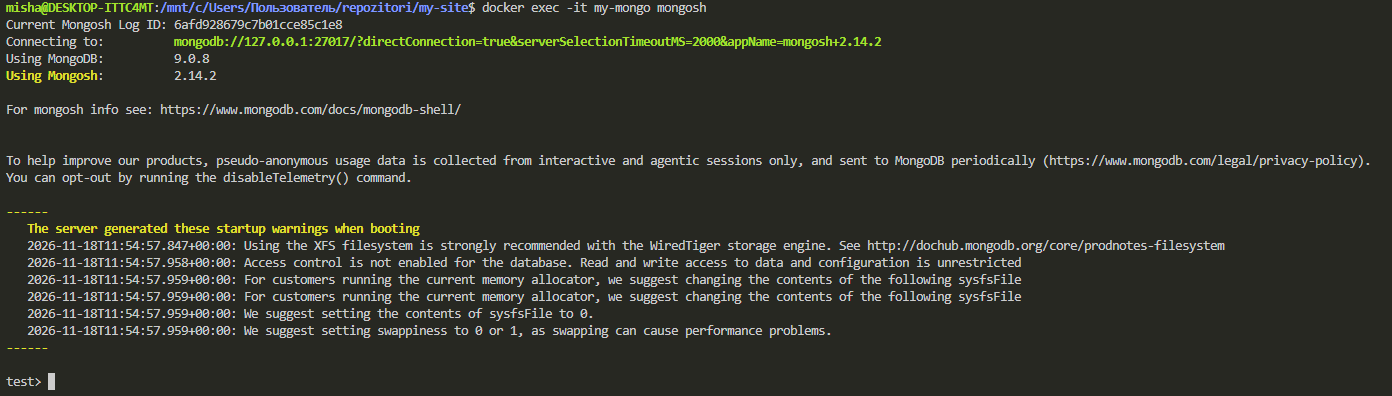 misha@DESKTOP-ITTC4MT:/mnt/c/Users/Пользователь/repozitori/my-site$ docker exec -it my-mongo mongosh
Current Mongosh Log ID: 6afd928679c7b01cce85c1e8
Connecting to:          mongodb://127.0.0.1:27017/?directConnection=true&serverSelectionTimeoutMS=2000&appName=mongosh+2.14.2
Using MongoDB:          9.0.8
Using Mongosh:          2.14.2
For mongosh info see: https://www.mongodb.com/docs/mongodb-shell/
To help improve our products, pseudo-anonymous usage data is collected from interactive and agentic sessions only, and sent to MongoDB periodically (https://www.mongodb.com/legal/privacy-policy).
You can opt-out by running the disableTelemetry() command.
------
   The server generated these startup warnings when booting
   2026-11-18T11:54:57.847+00:00: Using the XFS filesystem is strongly recommended with the WiredTiger storage engine. See http://dochub.mongodb.org/core/prodnotes-filesystem
   2026-11-18T11:54:57.958+00:00: Access control is not enabled for the database. Read and write access to data and configuration is unrestricted
   2026-11-18T11:54:57.959+00:00: For customers running the current memory allocator, we suggest changing the contents of the following sysfsFile
   2026-11-18T11:54:57.959+00:00: For customers running the current memory allocator, we suggest changing the contents of the following sysfsFile
   2026-11-18T11:54:57.959+00:00: We suggest setting the contents of sysfsFile to 0.
   2026-11-18T11:54:57.959+00:00: We suggest setting swappiness to 0 or 1, as swapping can cause performance problems.
------
test>